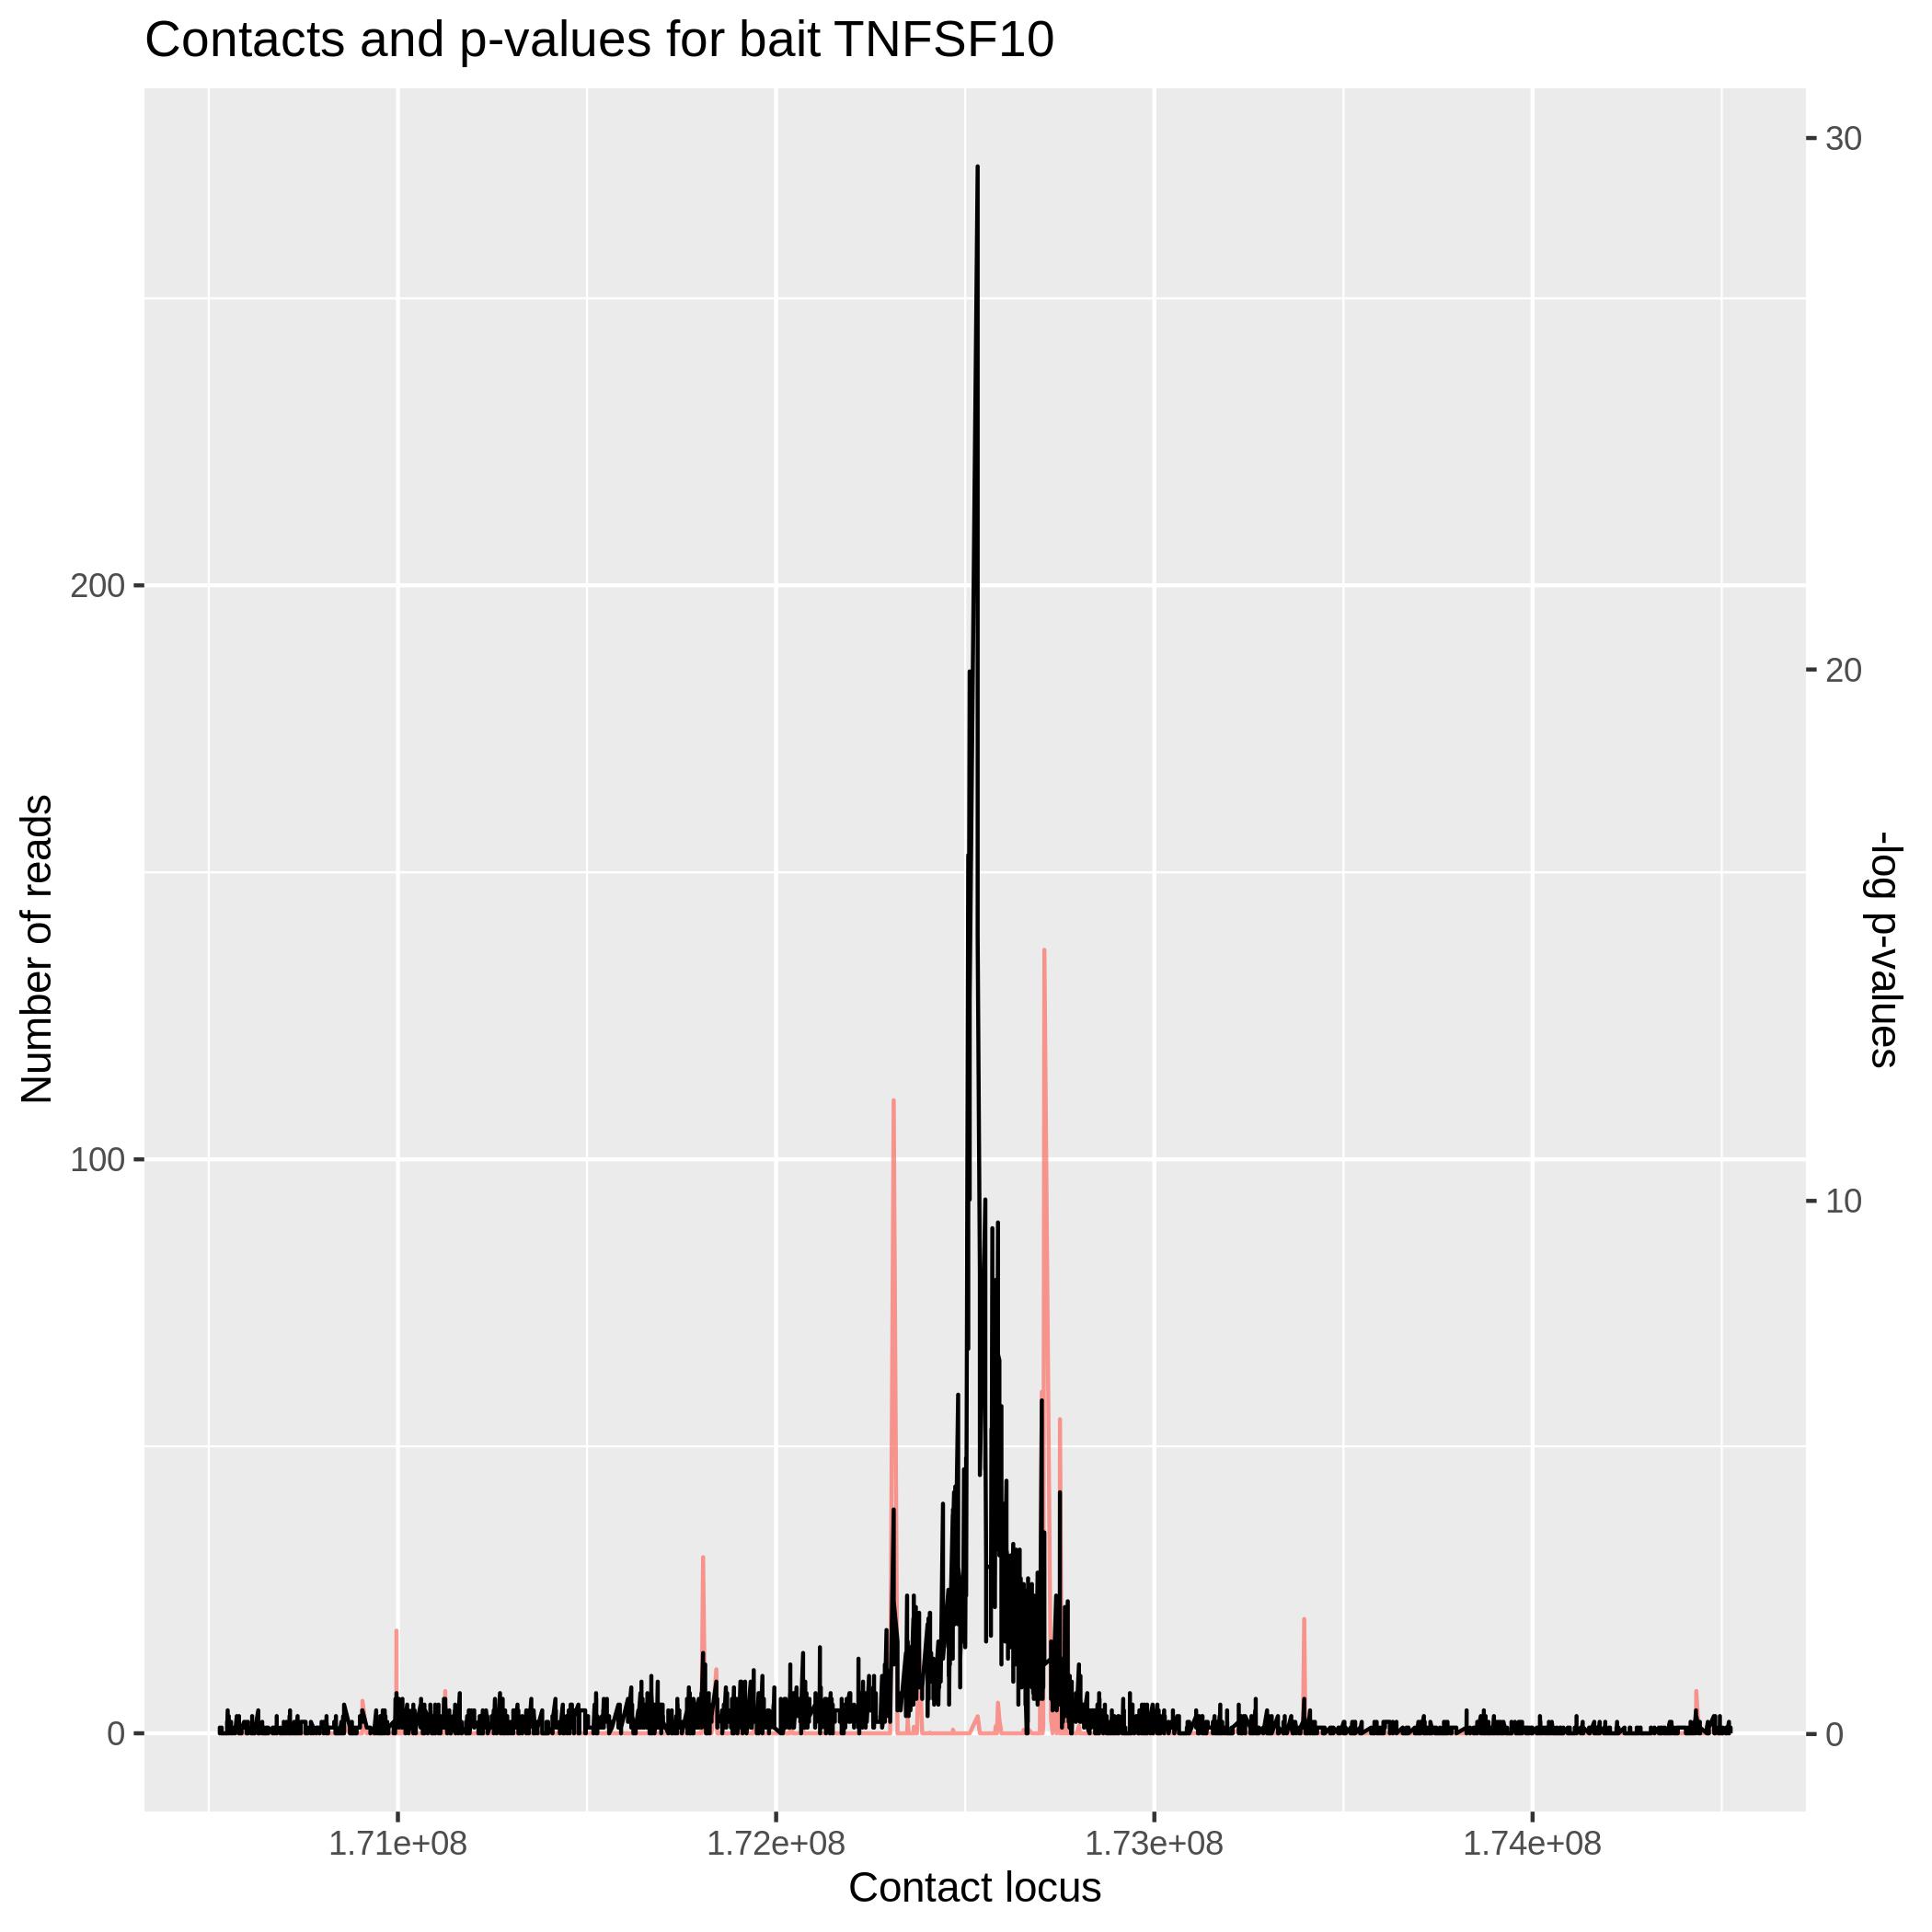 Contacts and p-values for bait TNFSF10
Number of reads
200
100
0
30
20
10
0
-log p-values
1.71e+08
1.72e+08
1.73e+08
1.74e+08
Contact locus